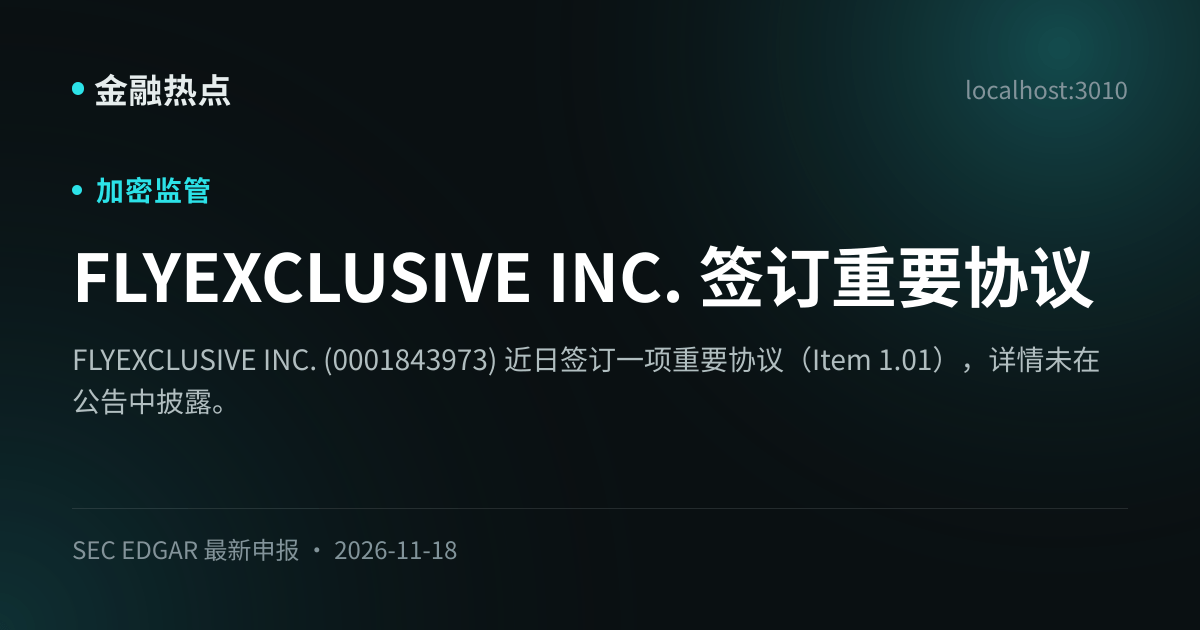 金融热点
localhost:3010
加密监管
FLYEXCLUSIVE INC. 签订重要协议
FLYEXCLUSIVE INC. (0001843973) 近日签订一项重要协议（Item 1.01），详情未在
公告中披露。
SEC EDGAR 最新申报 · 2026-11-18